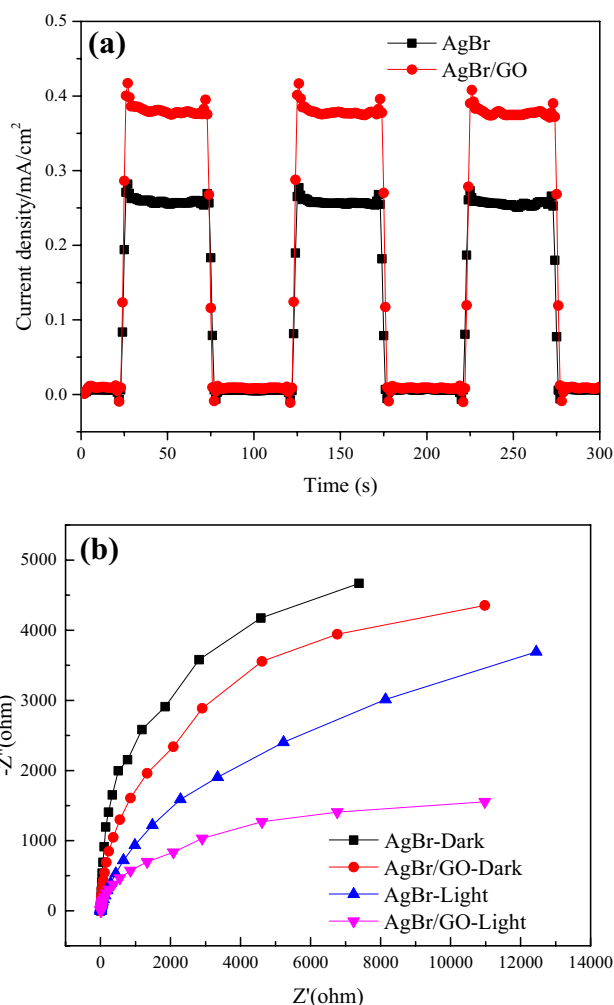 (a)
AgBr
AgBr/GO
0.5
0.4
0.3
0.2
0.1
0.0
Current density/mA/cm²
0 50 100 150 200 250 300
Time (s)
(b)
5000
4000
3000
2000
1000
0
-Z"(ohm)
AgBr-Dark
AgBr/GO-Dark
AgBr-Light
AgBr/GO-Light
0 2000 4000 6000 8000 10000 12000 14000
Z'(ohm)